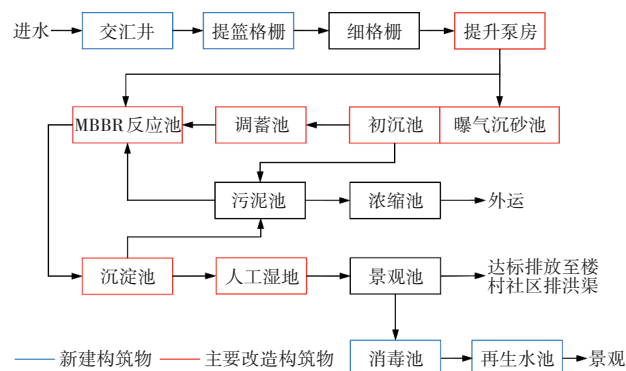 进水
交汇井
提篮格栅
细格栅
提升泵房
MBBR反应池
调蓄池
初沉池
曝气沉砂池
污泥池
浓缩池
外运
沉淀池
人工湿地
景观池
达标排放至楼
村社区排洪渠
新建构筑物
主要改造构筑物
消毒池
再生水池
景观